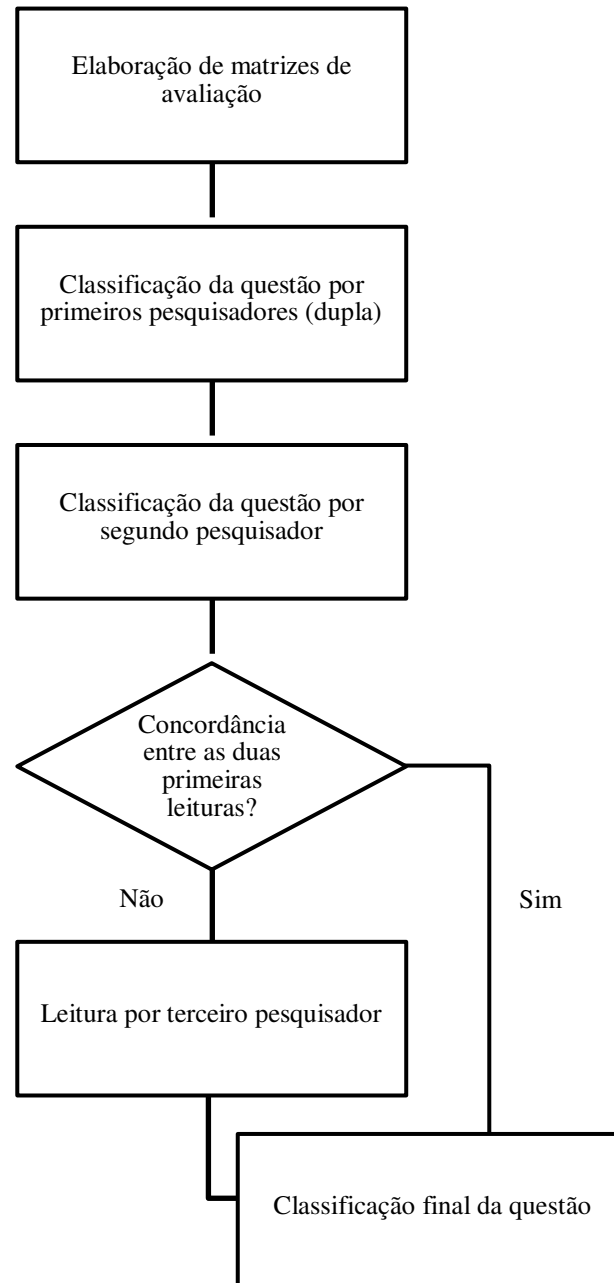 Elaboração de matrizes de
avaliação
Classificação da questão por
primeiros pesquisadores (dupla)
Classificação da questão por
segundo pesquisador
Concordância
entre as duas
primeiras
leituras?
Não
Sim
Leitura por terceiro pesquisador
Classificação final da questão